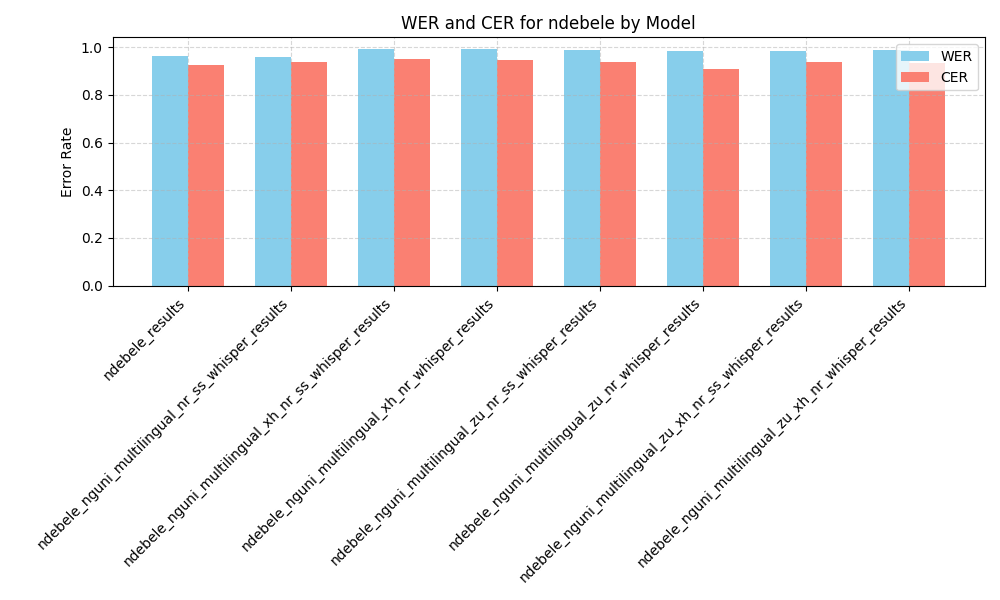 WER and CER for ndebele by Model
WER
CER
Error Rate
1.0
0.8
0.6
0.4
0.2
0.0
ndebele_results
ndebele_nguni_multilingual_nr_ss_whisper_results
ndebele_nguni_multilingual_xh_nr_ss_whisper_results
ndebele_nguni_multilingual_xh_nr_whisper_results
ndebele_nguni_multilingual_zu_nr_ss_whisper_results
ndebele_nguni_multilingual_zu_nr_whisper_results
ndebele_nguni_multilingual_zu_xh_nr_ss_whisper_results
ndebele_nguni_multilingual_zu_xh_nr_whisper_results